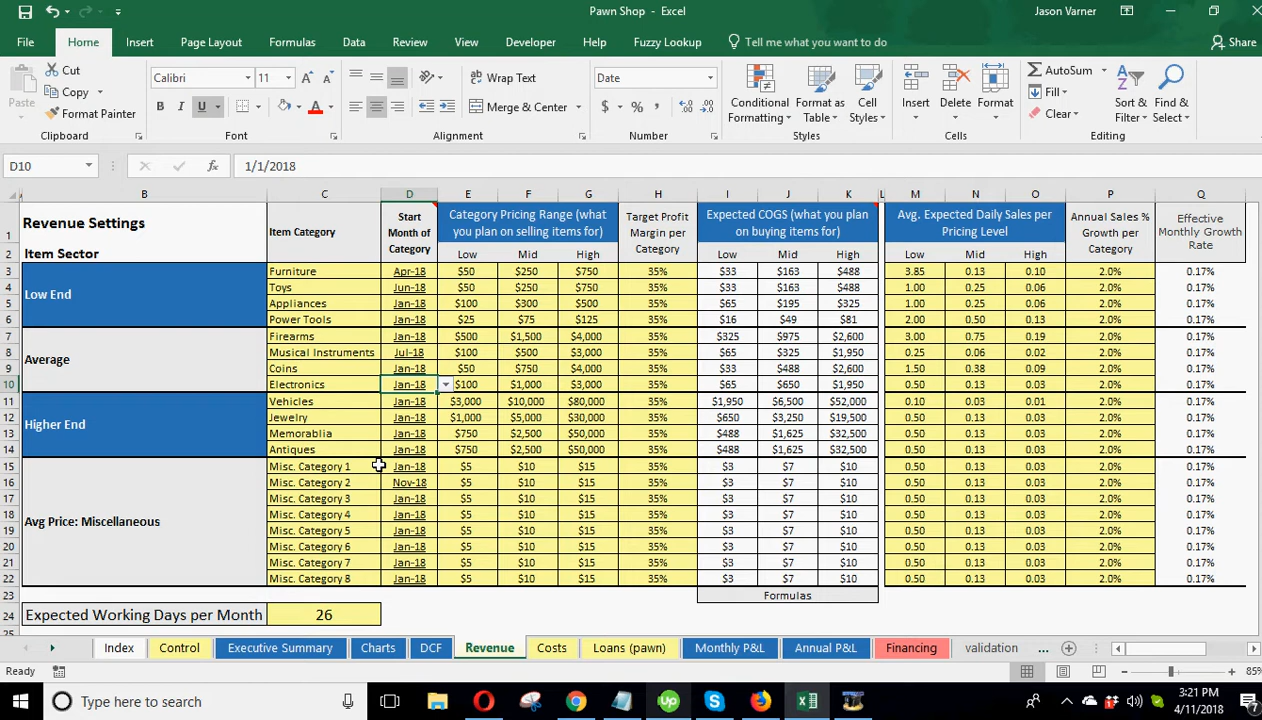 Pawn Shop - Excel
Jason Varner
File Home Insert Page Layout Formulas Data Review View Developer Help Fuzzy Lookup Tell me what you want to do Share
Paste
Cut
Copy
Format Painter
Calibri 11
B I U
Wrap Text
Merge & Center
Date
$ % ,
Conditional Formatting
Format as Table
Cell Styles
Insert Delete Format
AutoSum
Fill
Clear
Sort & Filter
Find & Select
Clipboard Font Alignment Number Styles Cells Editing
D10 fx 1/1/2018
B C D E F G H I J K L M N O P Q
1 Revenue Settings
2 Item Sector
Item Category
Start Month of Category
Category Pricing Range (what you plan on selling items for)
Low Mid High
Target Profit Margin per Category
Expected COGS (what you plan on buying items for)
Low Mid High
Avg. Expected Daily Sales per Pricing Level
Low Mid High
Annual Sales % Growth per Category
Effective Monthly Growth Rate
Low End
Average
Higher End
Avg Price: Miscellaneous
3 Furniture Apr-18 $50 $250 $750 35% $33 $163 $488 3.85 0.13 0.10 2.0% 0.17%
4 Toys Jun-18 $50 $250 $750 35% $33 $163 $488 1.00 0.25 0.06 2.0% 0.17%
5 Appliances Jan-18 $100 $300 $500 35% $65 $195 $325 1.00 0.25 0.06 2.0% 0.17%
6 Power Tools Jan-18 $25 $75 $125 35% $16 $49 $81 2.00 0.50 0.13 2.0% 0.17%
7 Firearms Jan-18 $500 $1,500 $4,000 35% $325 $975 $2,600 3.00 0.75 0.19 2.0% 0.17%
8 Musical Instruments Jul-18 $100 $500 $3,000 35% $65 $325 $1,950 0.25 0.06 0.02 2.0% 0.17%
9 Coins Jan-18 $50 $750 $4,000 35% $33 $488 $2,600 1.50 0.38 0.09 2.0% 0.17%
10 Electronics Jan-18 $100 $1,000 $3,000 35% $65 $650 $1,950 0.50 0.13 0.03 2.0% 0.17%
11 Vehicles Jan-18 $3,000 $10,000 $80,000 35% $1,950 $6,500 $52,000 0.10 0.03 0.01 2.0% 0.17%
12 Jewelry Jan-18 $1,000 $5,000 $30,000 35% $650 $3,250 $19,500 0.50 0.13 0.03 2.0% 0.17%
13 Memorablia Jan-18 $750 $2,500 $50,000 35% $488 $1,625 $32,500 0.50 0.13 0.03 2.0% 0.17%
14 Antiques Jan-18 $750 $2,500 $50,000 35% $488 $1,625 $32,500 0.50 0.13 0.03 2.0% 0.17%
15 Misc. Category 1 Jan-18 $5 $10 $15 35% $3 $7 $10 0.50 0.13 0.03 2.0% 0.17%
16 Misc. Category 2 Nov-18 $5 $10 $15 35% $3 $7 $10 0.50 0.13 0.03 2.0% 0.17%
17 Misc. Category 3 Jan-18 $5 $10 $15 35% $3 $7 $10 0.50 0.13 0.03 2.0% 0.17%
18 Misc. Category 4 Jan-18 $5 $10 $15 35% $3 $7 $10 0.50 0.13 0.03 2.0% 0.17%
19 Misc. Category 5 Jan-18 $5 $10 $15 35% $3 $7 $10 0.50 0.13 0.03 2.0% 0.17%
20 Misc. Category 6 Jan-18 $5 $10 $15 35% $3 $7 $10 0.50 0.13 0.03 2.0% 0.17%
21 Misc. Category 7 Jan-18 $5 $10 $15 35% $3 $7 $10 0.50 0.13 0.03 2.0% 0.17%
22 Misc. Category 8 Jan-18 $5 $10 $15 35% $3 $7 $10 0.50 0.13 0.03 2.0% 0.17%
23 Formulas
24 Expected Working Days per Month 26
25
Index Control Executive Summary Charts DCF Revenue Costs Loans (pawn) Monthly P&L Annual P&L Financing validation ...
Ready 85%
Type here to search
3:21 PM
4/11/2018